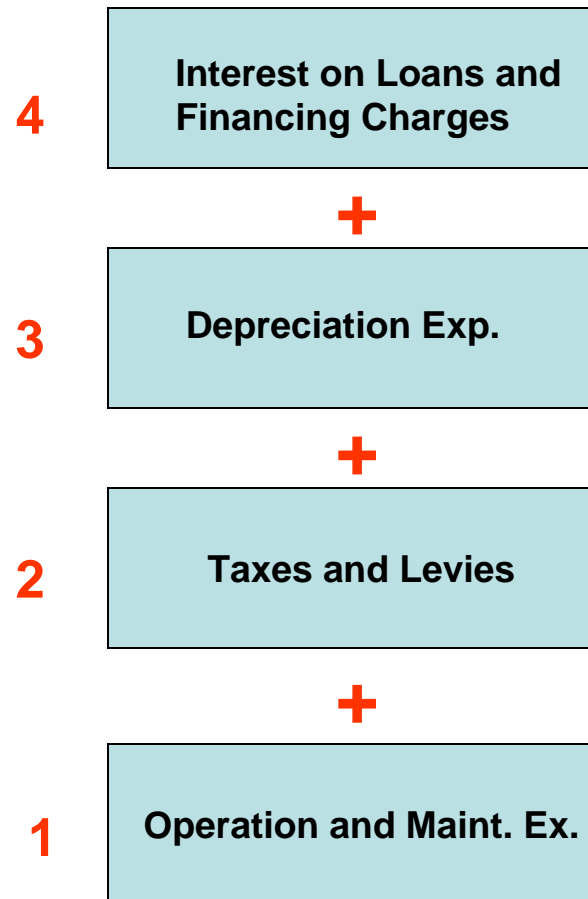 4
Interest on Loans and
Financing Charges
+
3
Depreciation Exp.
+
2
Taxes and Levies
+
1
Operation and Maint. Ex.